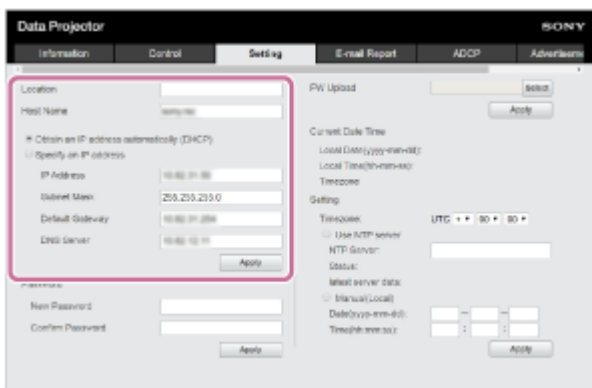 Data Projector
SONY
Information
Control
Setting
E-mail Report
ADCP
Advertiseme
Location
Host Name
Obtain an IP address automatically (DHCP)
Specify an IP address
IP Address
Subnet Mask
255.255.255.0
Default Gateway
DNS Server
Apply
Password
New Password
Confirm Password
Apply
FW Upload
Select
Apply
Current Date Time
Local Date(yyyy-mm-dd):
Local Time(hh-mm-ss):
Timezone
Setting
Timezone:
UTC + 00 00
Use NTP server
NTP Server:
Status:
latest server data:
Manual(Local)
Date(yyyy-mm-dd):
- -
Time(hh:mm:ss):
: :
Apply